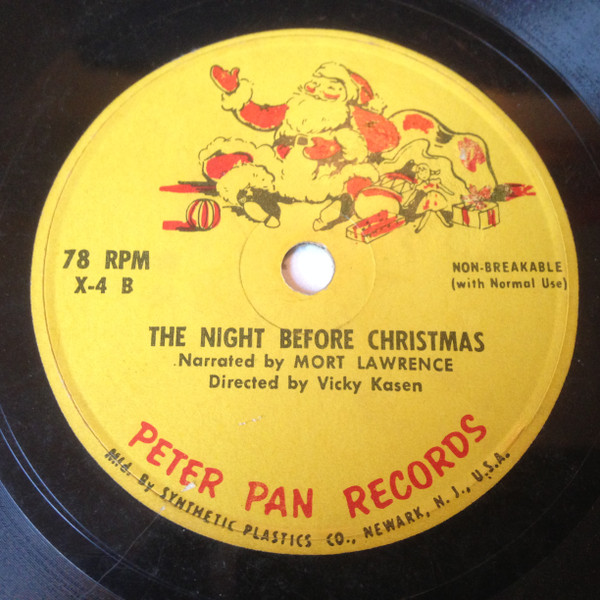 78 RPM
X-4 B
NON-BREAKABLE
(with Normal Use)
THE NIGHT BEFORE CHRISTMAS
Narrated by MORT LAWRENCE
Directed by Vicky Kasen
PETER PAN RECORDS
Mfd. By SYNTHETIC PLASTICS CO., NEWARK, N. J., U.S.A.